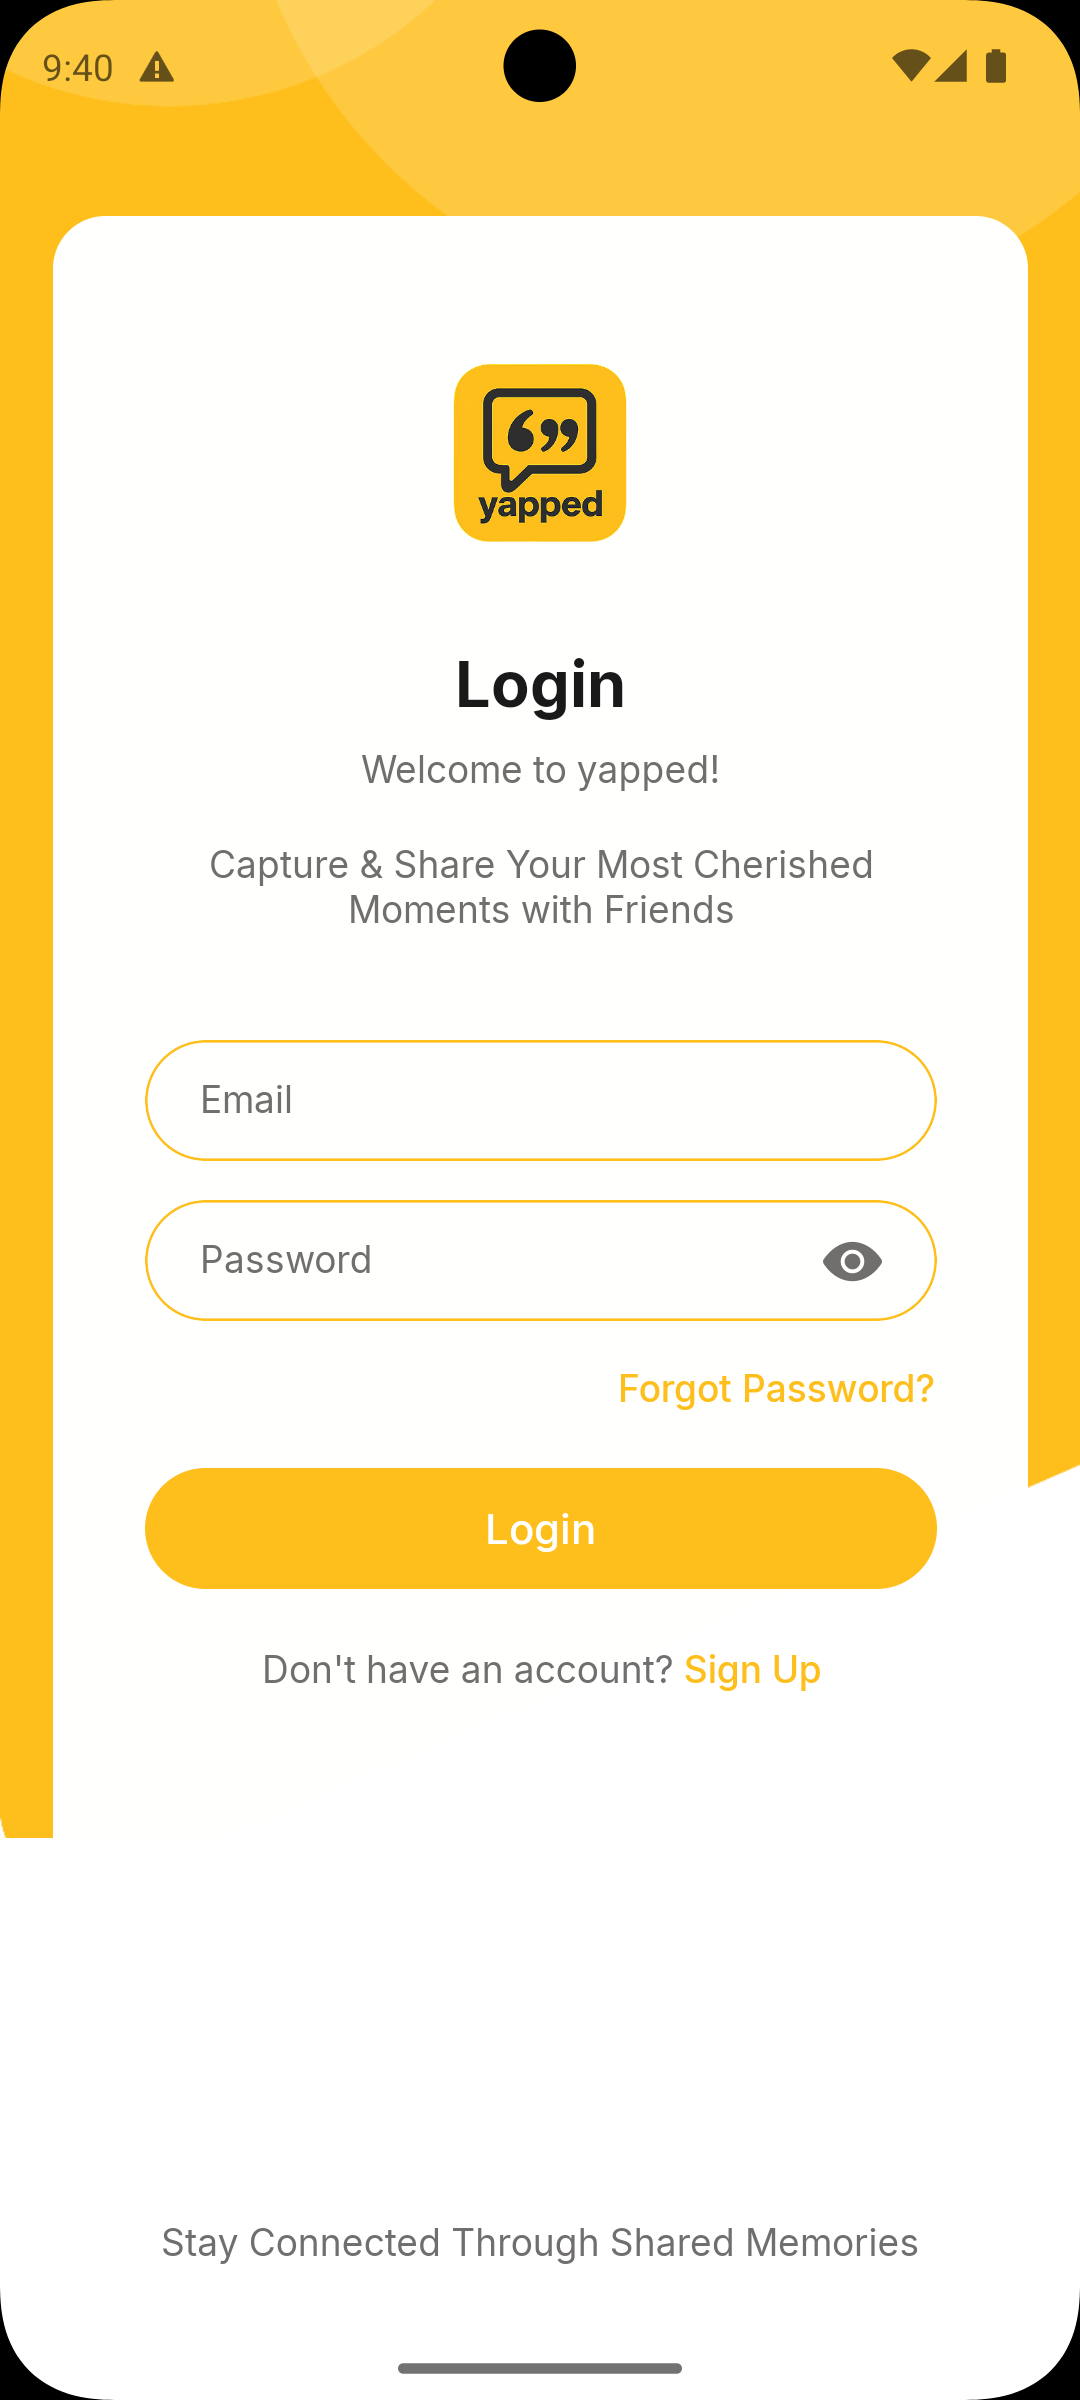 9:40
yapped
Login
Welcome to yapped!
Capture & Share Your Most Cherished
Moments with Friends
Email
Password
Forgot Password?
Login
Don't have an account? Sign Up
Stay Connected Through Shared Memories